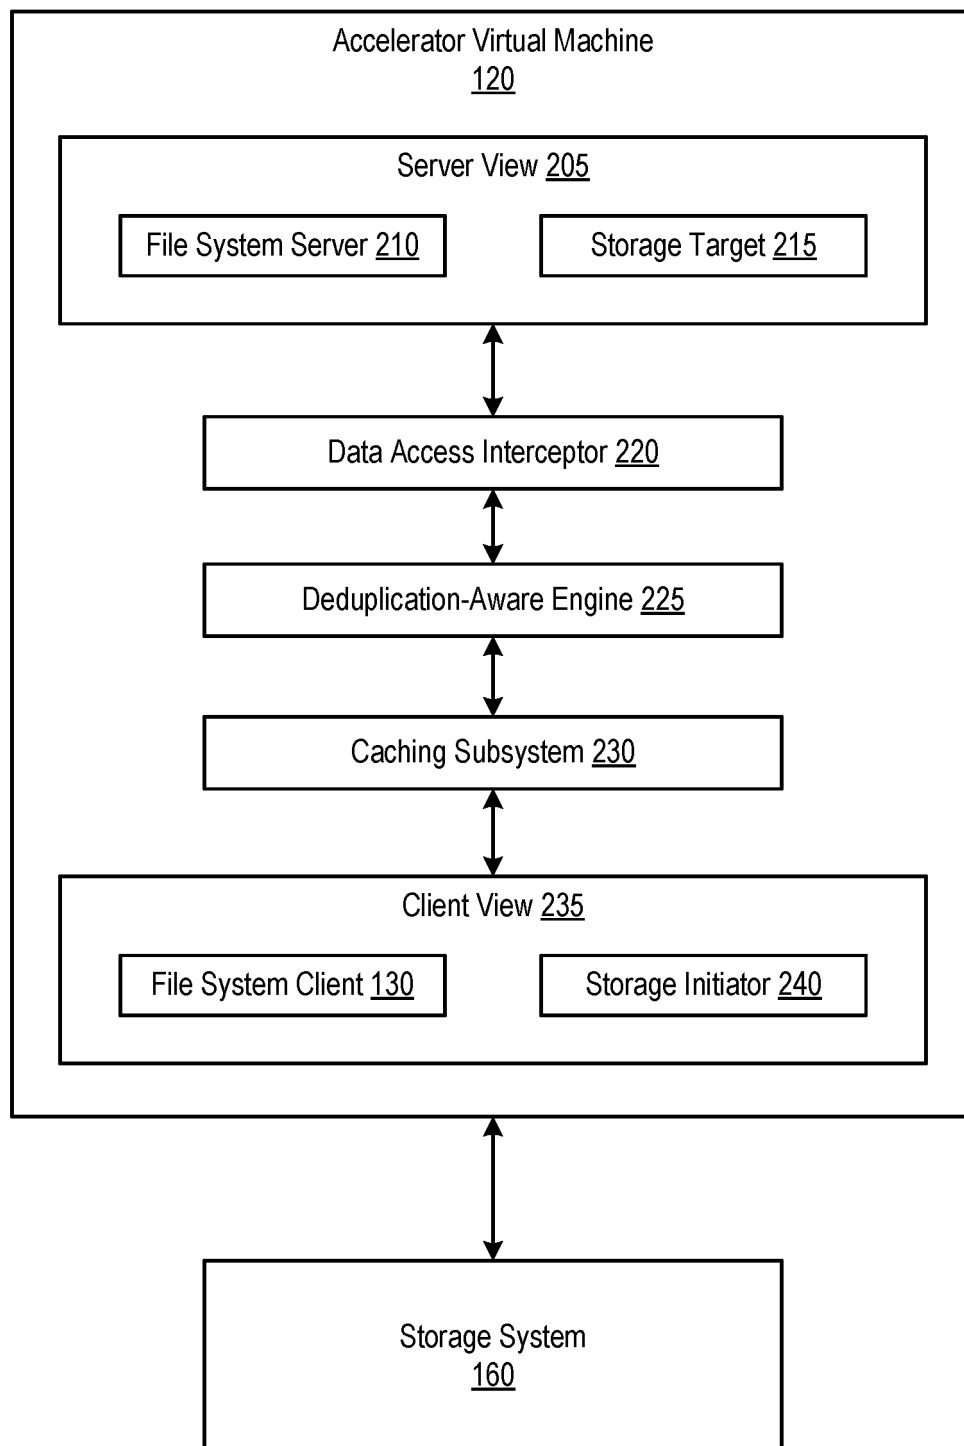 Accelerator Virtual Machine
120
Server View 205
File System Server 210
Storage Target 215
Data Access Interceptor 220
Deduplication-Aware Engine 225
Caching Subsystem 230
Client View 235
File System Client 130
Storage Initiator 240
Storage System
160